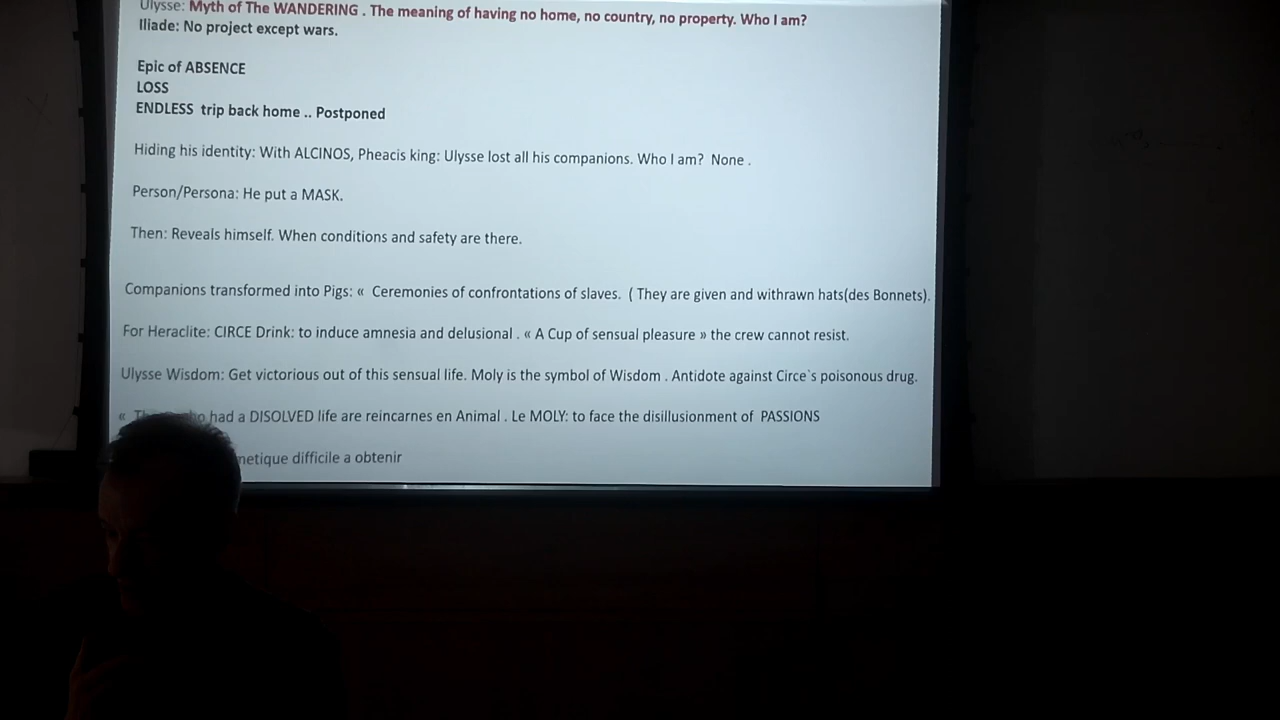 Ulysse: Myth of The WANDERING . The meaning of having no home, no country, no property. Who I am?
Iliade: No project except wars.
Epic of ABSENCE
LOSS
ENDLESS trip back home .. Postponed
Hiding his identity: With ALCINOS, Pheacis king: Ulysse lost all his companions. Who I am? None .
Person/Persona: He put a MASK.
Then: Reveals himself. When conditions and safety are there.
Companions transformed into Pigs: « Ceremonies of confrontations of slaves. ( They are given and withrawn hats(des Bonnets).
For Heraclite: CIRCE Drink: to induce amnesia and delusional . « A Cup of sensual pleasure » the crew cannot resist.
Ulysse Wisdom: Get victorious out of this sensual life. Moly is the symbol of Wisdom . Antidote against Circe`s poisonous drug.
« had a DISOLVED life are reincarnes en Animal . Le MOLY: to face the disillusionment of PASSIONS
difficile a obtenir